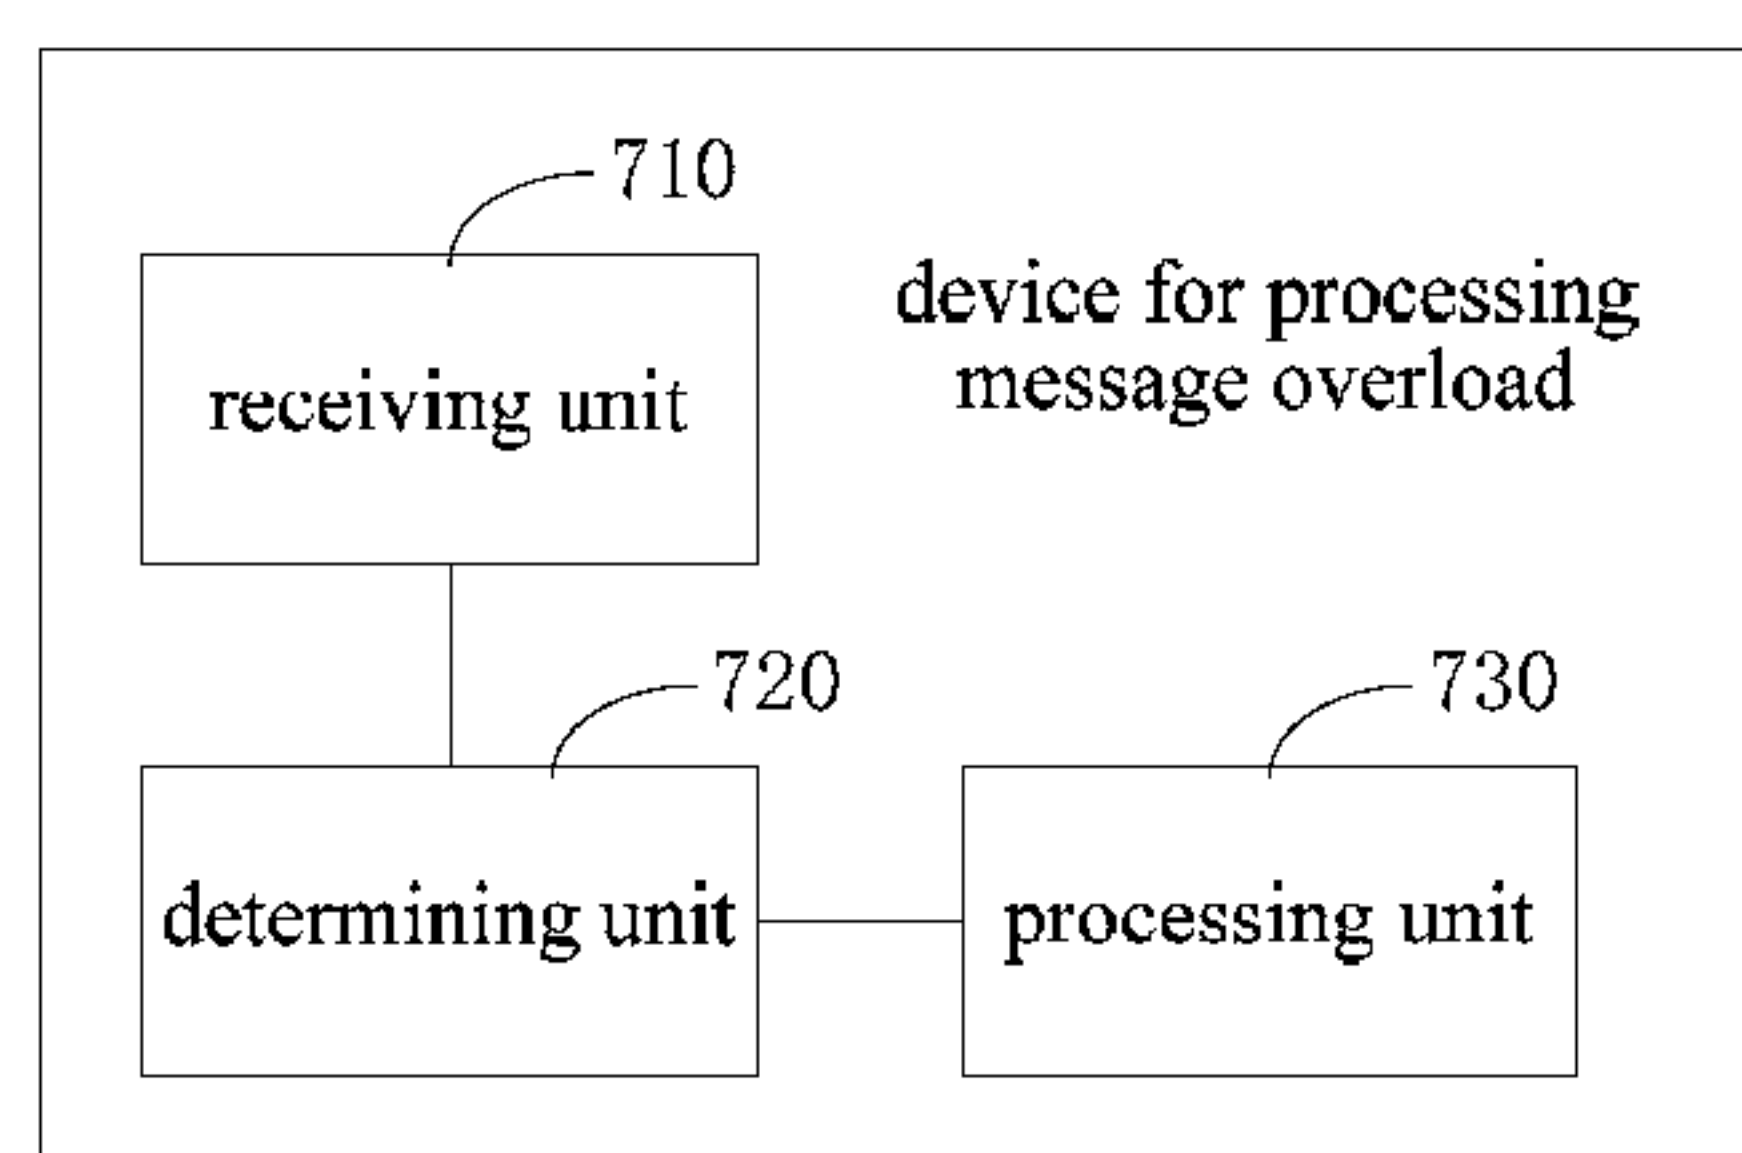 710
device for processing
message overload
receiving unit
720
730
determining unit
processing unit